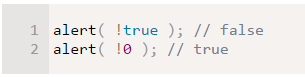 1 alert( !true ); // false
2 alert( !0 ); // true